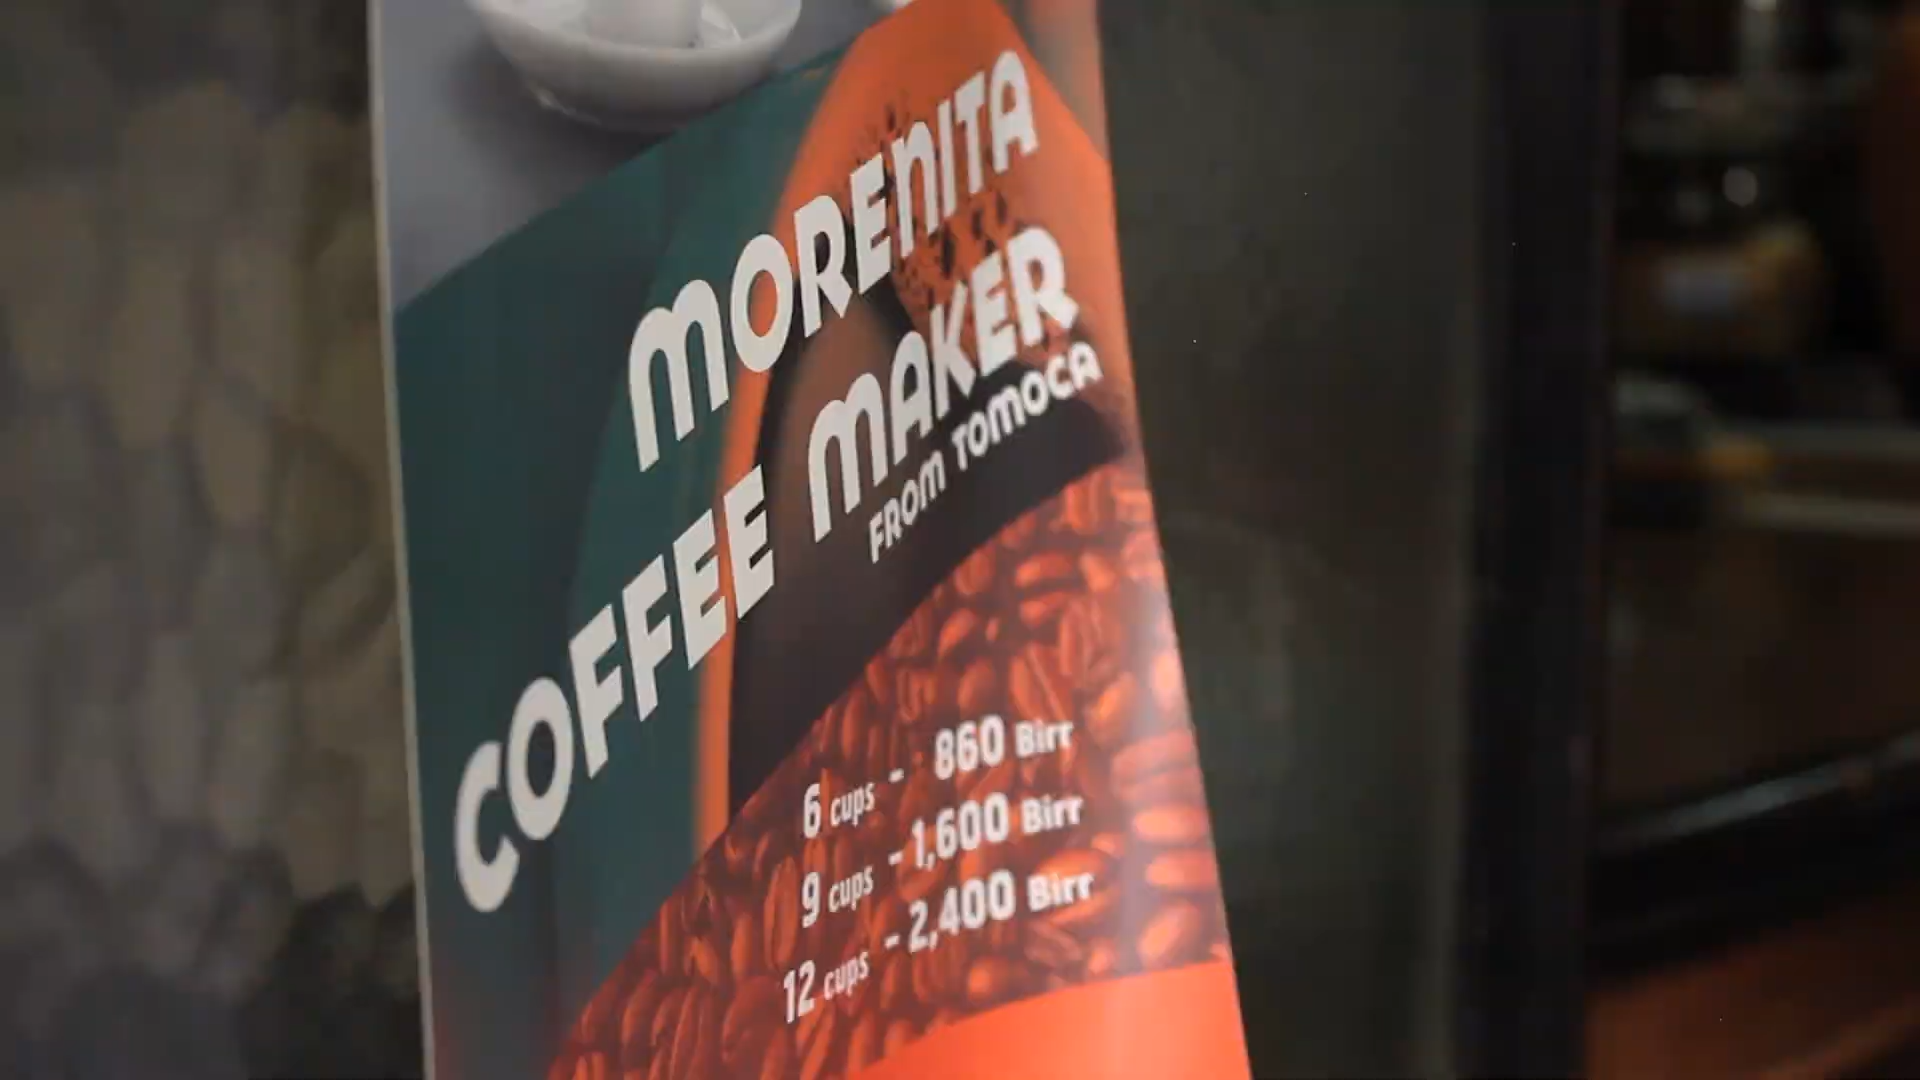 MORENITA
COFFEE MAKER
FROM TOMOCA
6 cups - 860 Birr
9 cups - 1,600 Birr
12 cups - 2,400 Birr